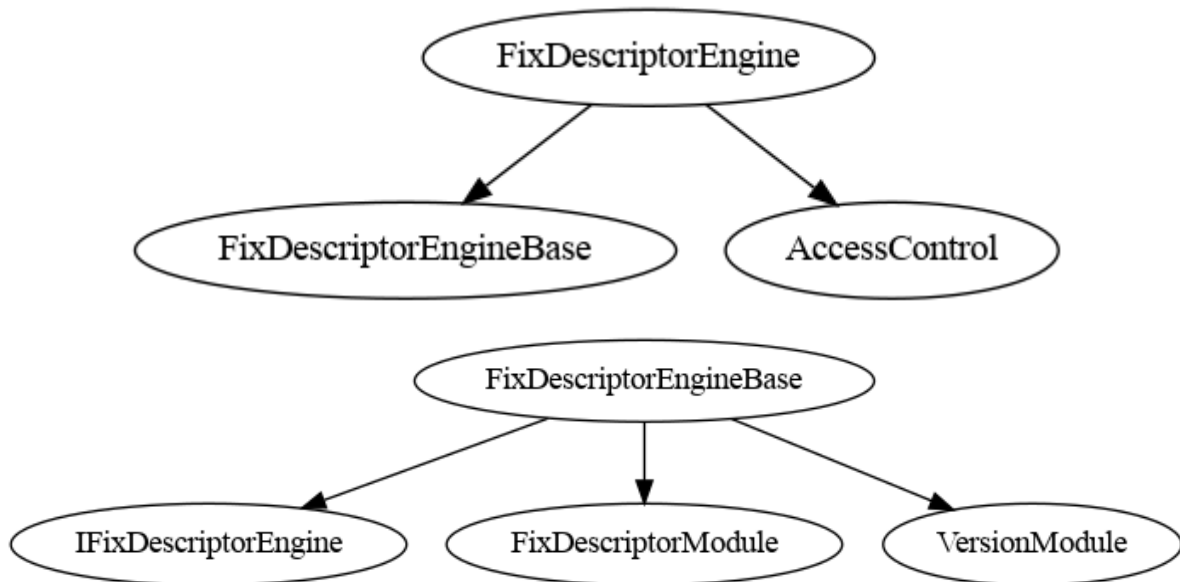 FixDescriptorEngine
FixDescriptorEngineBase
AccessControl
FixDescriptorEngineBase
IFixDescriptorEngine
FixDescriptorModule
VersionModule